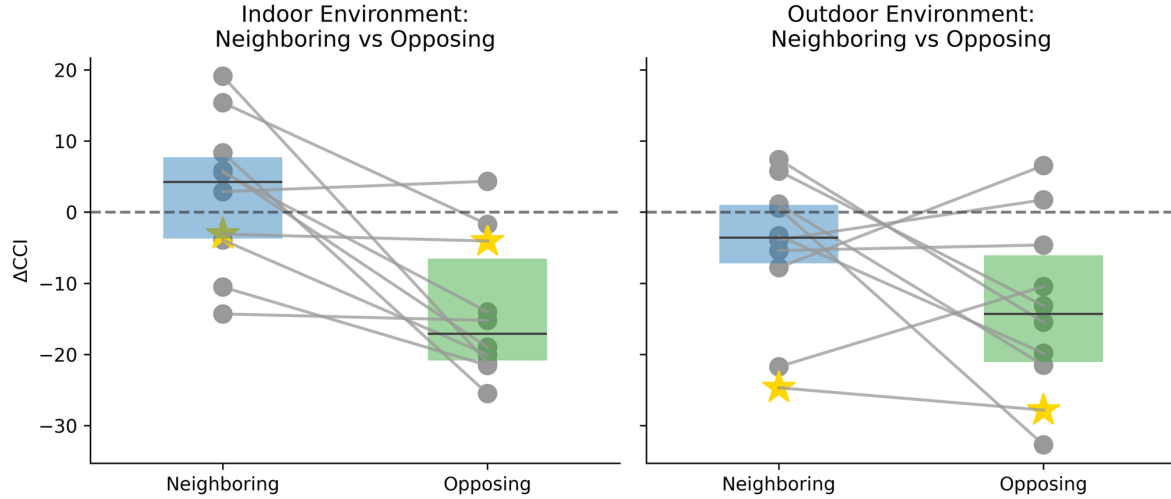 Indoor Environment:
Neighboring vs Opposing
Outdoor Environment:
Neighboring vs Opposing
20
10
0
−10
−20
−30
ΔCCI
Neighboring
Opposing
Neighboring
Opposing